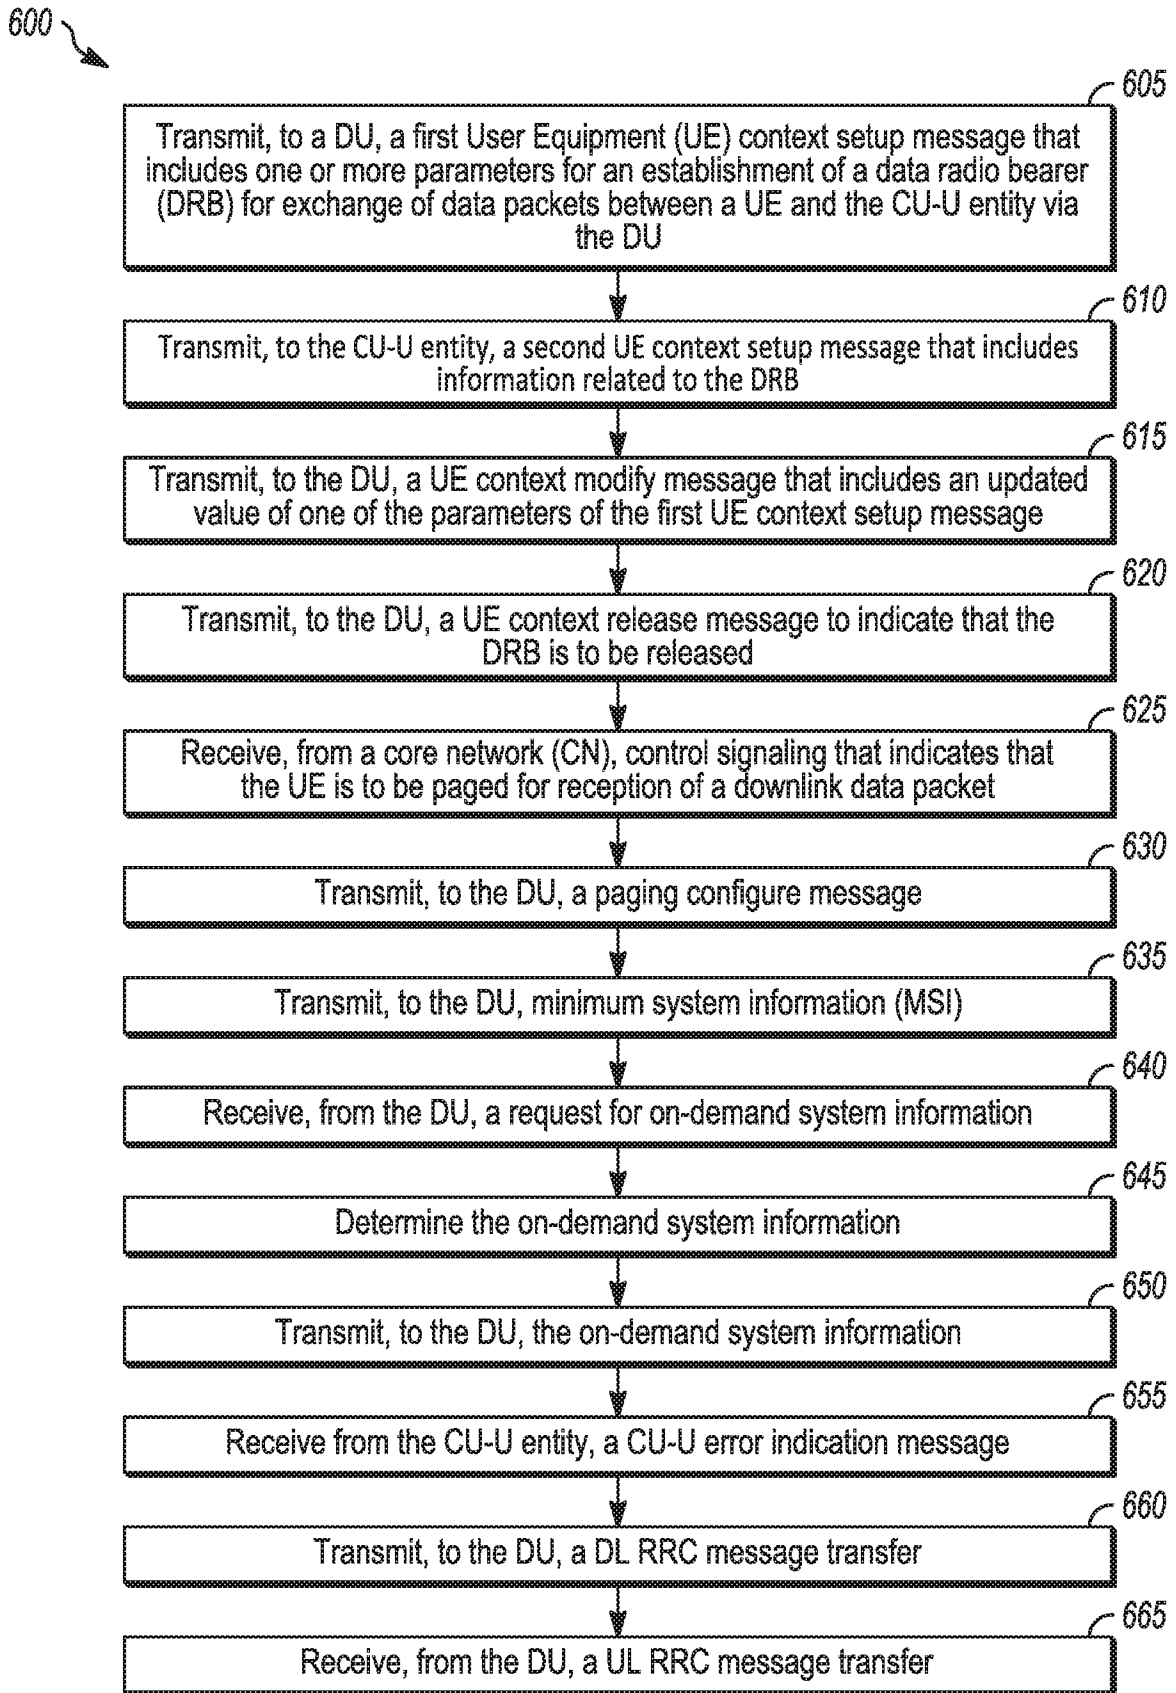 600
605
Transmit, to a DU, a first User Equipment (UE) context setup message that
includes one or more parameters for an establishment of a data radio bearer
(DRB) for exchange of data packets between a UE and the CU-U entity via
the DU
610
Transmit, to the CU-U entity, a second UE context setup message that includes
information related to the DRB
615
Transmit, to the DU, a UE context modify message that includes an updated
value of one of the parameters of the first UE context setup message
620
Transmit, to the DU, a UE context release message to indicate that the
DRB is to be released
625
Receive, from a core network (CN), control signaling that indicates that
the UE is to be paged for reception of a downlink data packet
630
Transmit, to the DU, a paging configure message
635
Transmit, to the DU, minimum system information (MSI)
640
Receive, from the DU, a request for on-demand system information
645
Determine the on-demand system information
650
Transmit, to the DU, the on-demand system information
655
Receive from the CU-U entity, a CU-U error indication message
660
Transmit, to the DU, a DL RRC message transfer
665
Receive, from the DU, a UL RRC message transfer